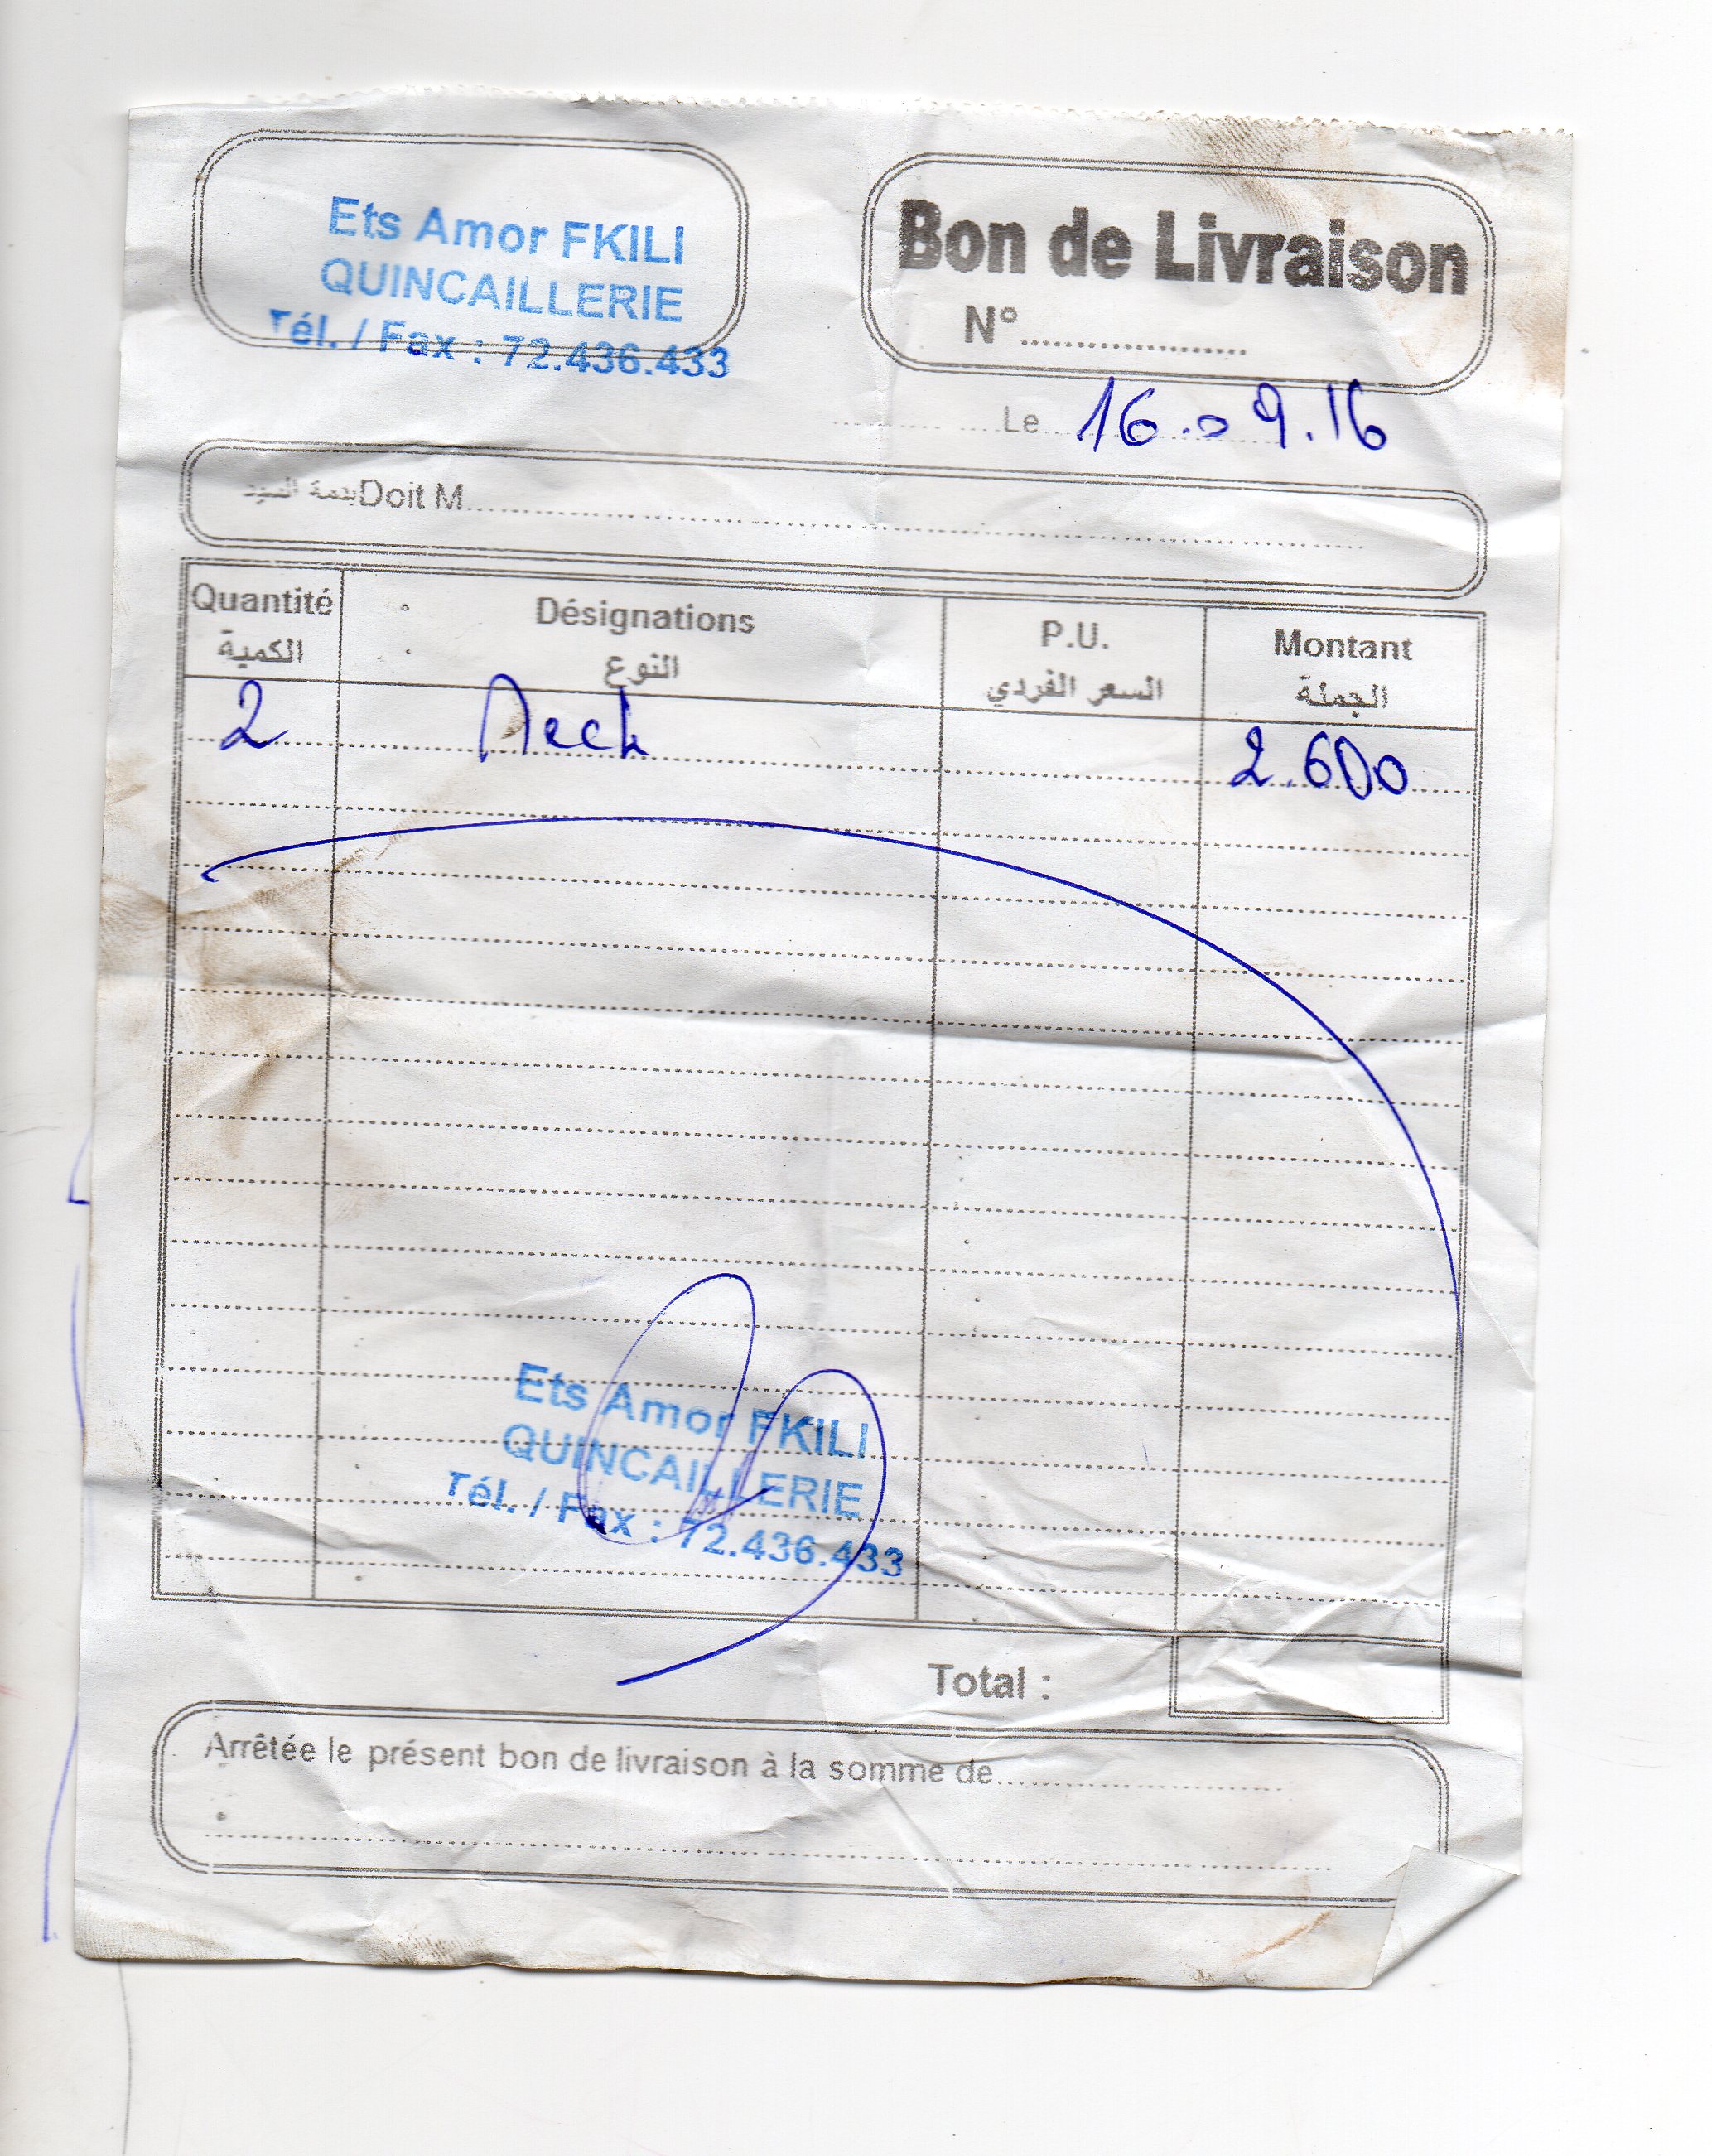 Ets Amor FKILI
QUINCAILLERIE
Tél. / Fax : 72.436.433
Bon de Livraison
N°....................
Le 16.09.16
بذمة السيد Doit M
Quantité Désignations P.U. Montant
الكمية النوع السعر الفردي الجملة
2 Mech 2.600
Ets Amor FKILI
QUINCAILLERIE
Tél. / Fax : 72.436.433
Total :
Arrêtée le présent bon de livraison à la somme de